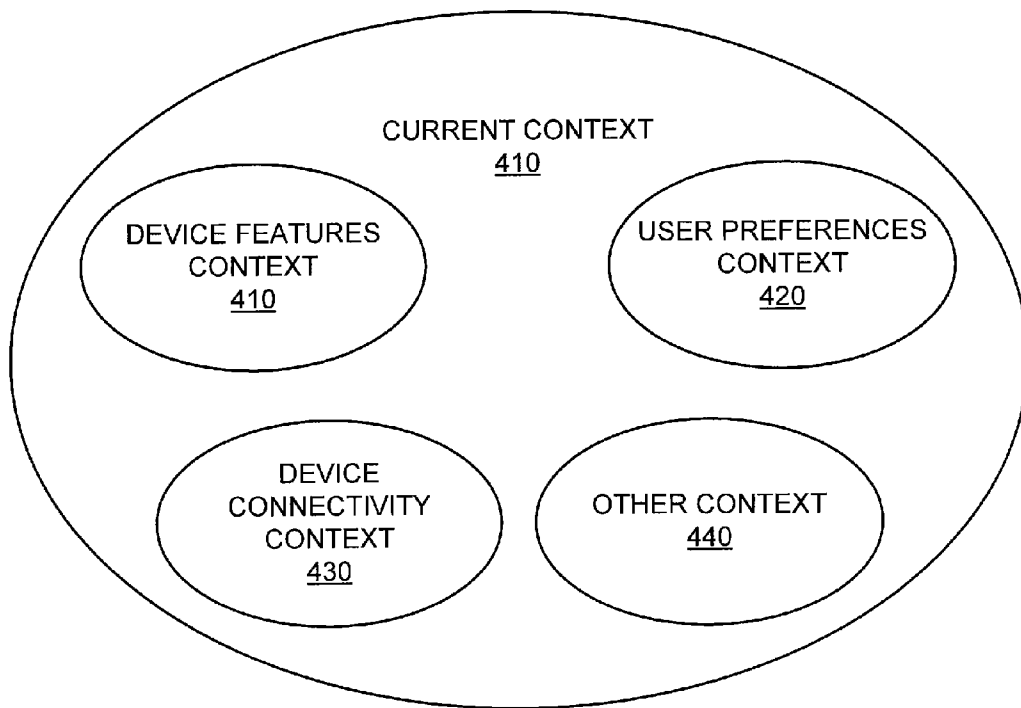 CURRENT CONTEXT
410
DEVICE FEATURES
CONTEXT
410
USER PREFERENCES
CONTEXT
420
DEVICE
CONNECTIVITY
CONTEXT
430
OTHER CONTEXT
440